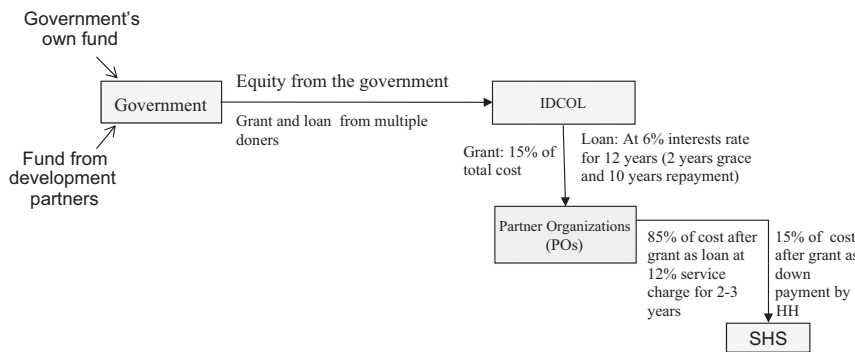 Government's
own fund
Equity from the government
Government
IDCOL
Grant and loan from multiple
doners
Fund from
development
partners
Grant: 15% of
total cost
Loan: At 6% interests rate
for 12 years (2 years grace
and 10 years repayment)
Partner Organizations
(POs)
85% of cost after
grant as loan at
12% service
charge for 2-3
years
15% of cost
after grant as
down
payment by
HH
SHS